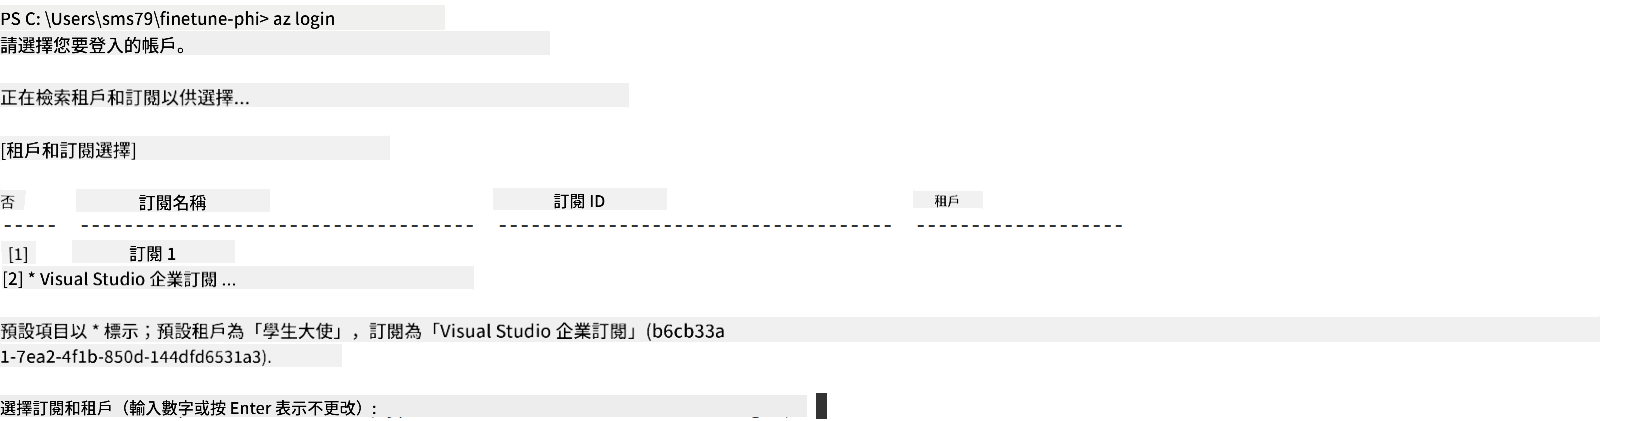 PS C: \Users\sms79\finetune-phi> az login
請選擇您要登入的帳戶。
正在檢索租戶和訂閱以供選擇...
[租戶和訂閱選擇]
否 訂閱名稱 訂閱 ID 租戶
----- ------------------------------------ ------------------------------------ -------------------
[1] 訂閱 1
[2] * Visual Studio 企業訂閱 ...
預設項目以 * 標示；預設租戶為「學生大使」，訂閱為「Visual Studio 企業訂閱」(b6cb33a
1-7ea2-4f1b-850d-144dfd6531a3).
選擇訂閱和租戶（輸入數字或按 Enter 表示不更改）: